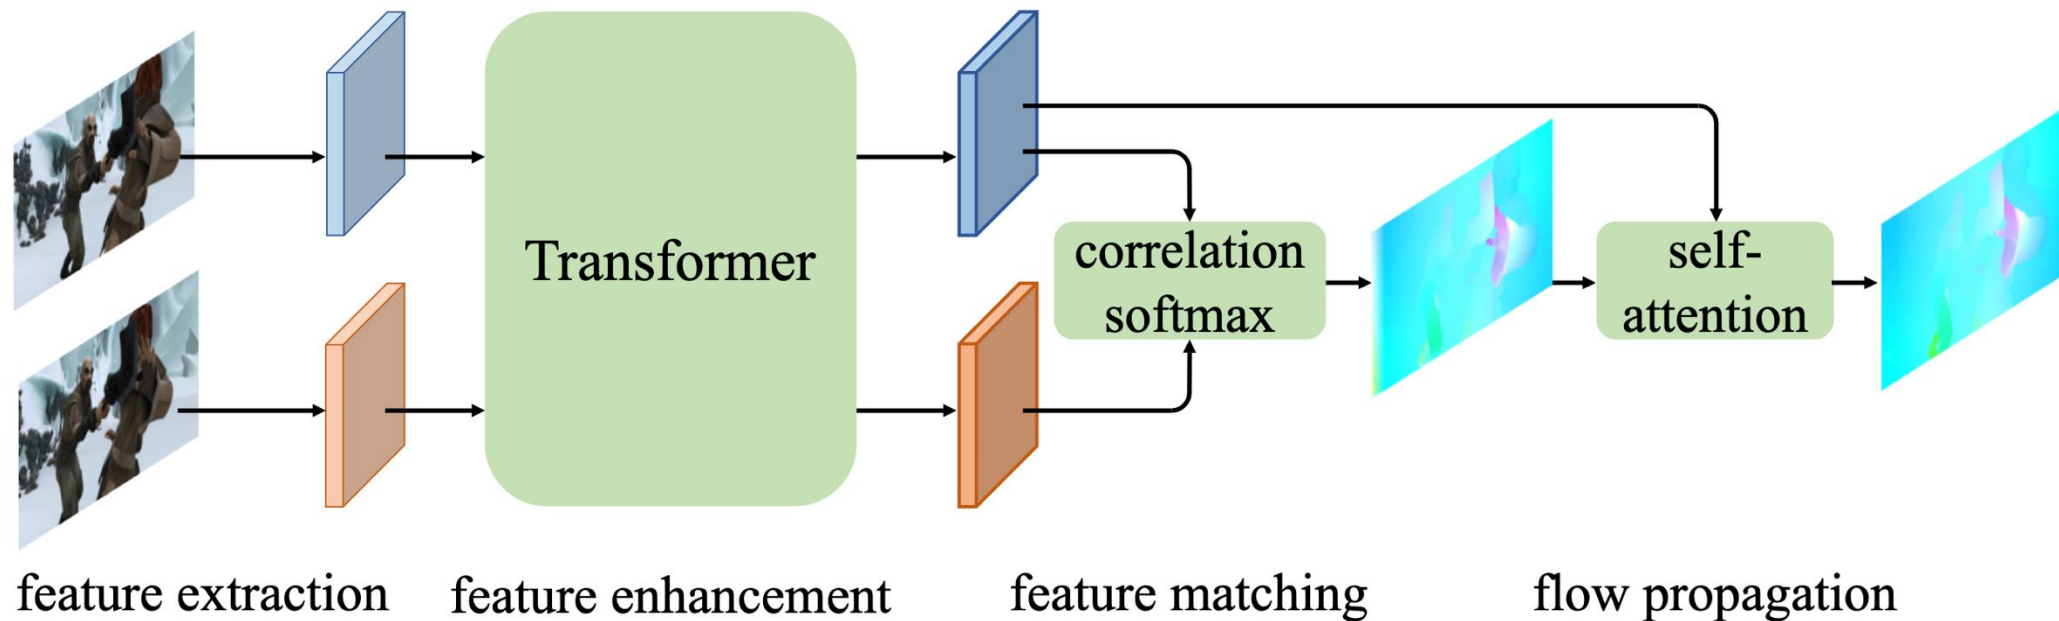 Transformer
correlation
softmax
self-
attention
feature extraction
feature enhancement
feature matching
flow propagation